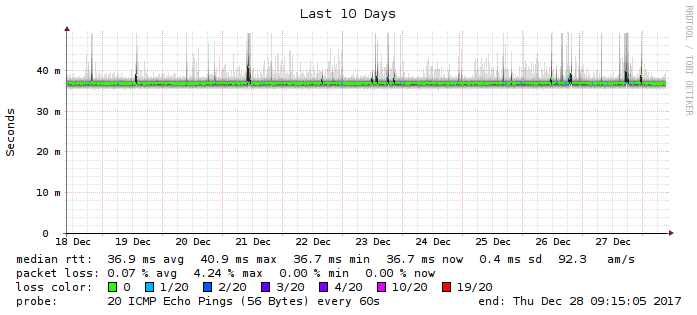 Last 10 Days
RRDTOOL / TOBI OETIKER
Seconds
40 m
30 m
20 m
10 m
0
18 Dec 19 Dec 20 Dec 21 Dec 22 Dec 23 Dec 24 Dec 25 Dec 26 Dec 27 Dec
median rtt: 36.9 ms avg 40.9 ms max 36.7 ms min 36.7 ms now 0.4 ms sd 92.3 am/s
packet loss: 0.07 % avg 4.24 % max 0.00 % min 0.00 % now
loss color: 0 1/20 2/20 3/20 4/20 10/20 19/20
probe: 20 ICMP Echo Pings (56 Bytes) every 60s end: Thu Dec 28 09:15:05 2017